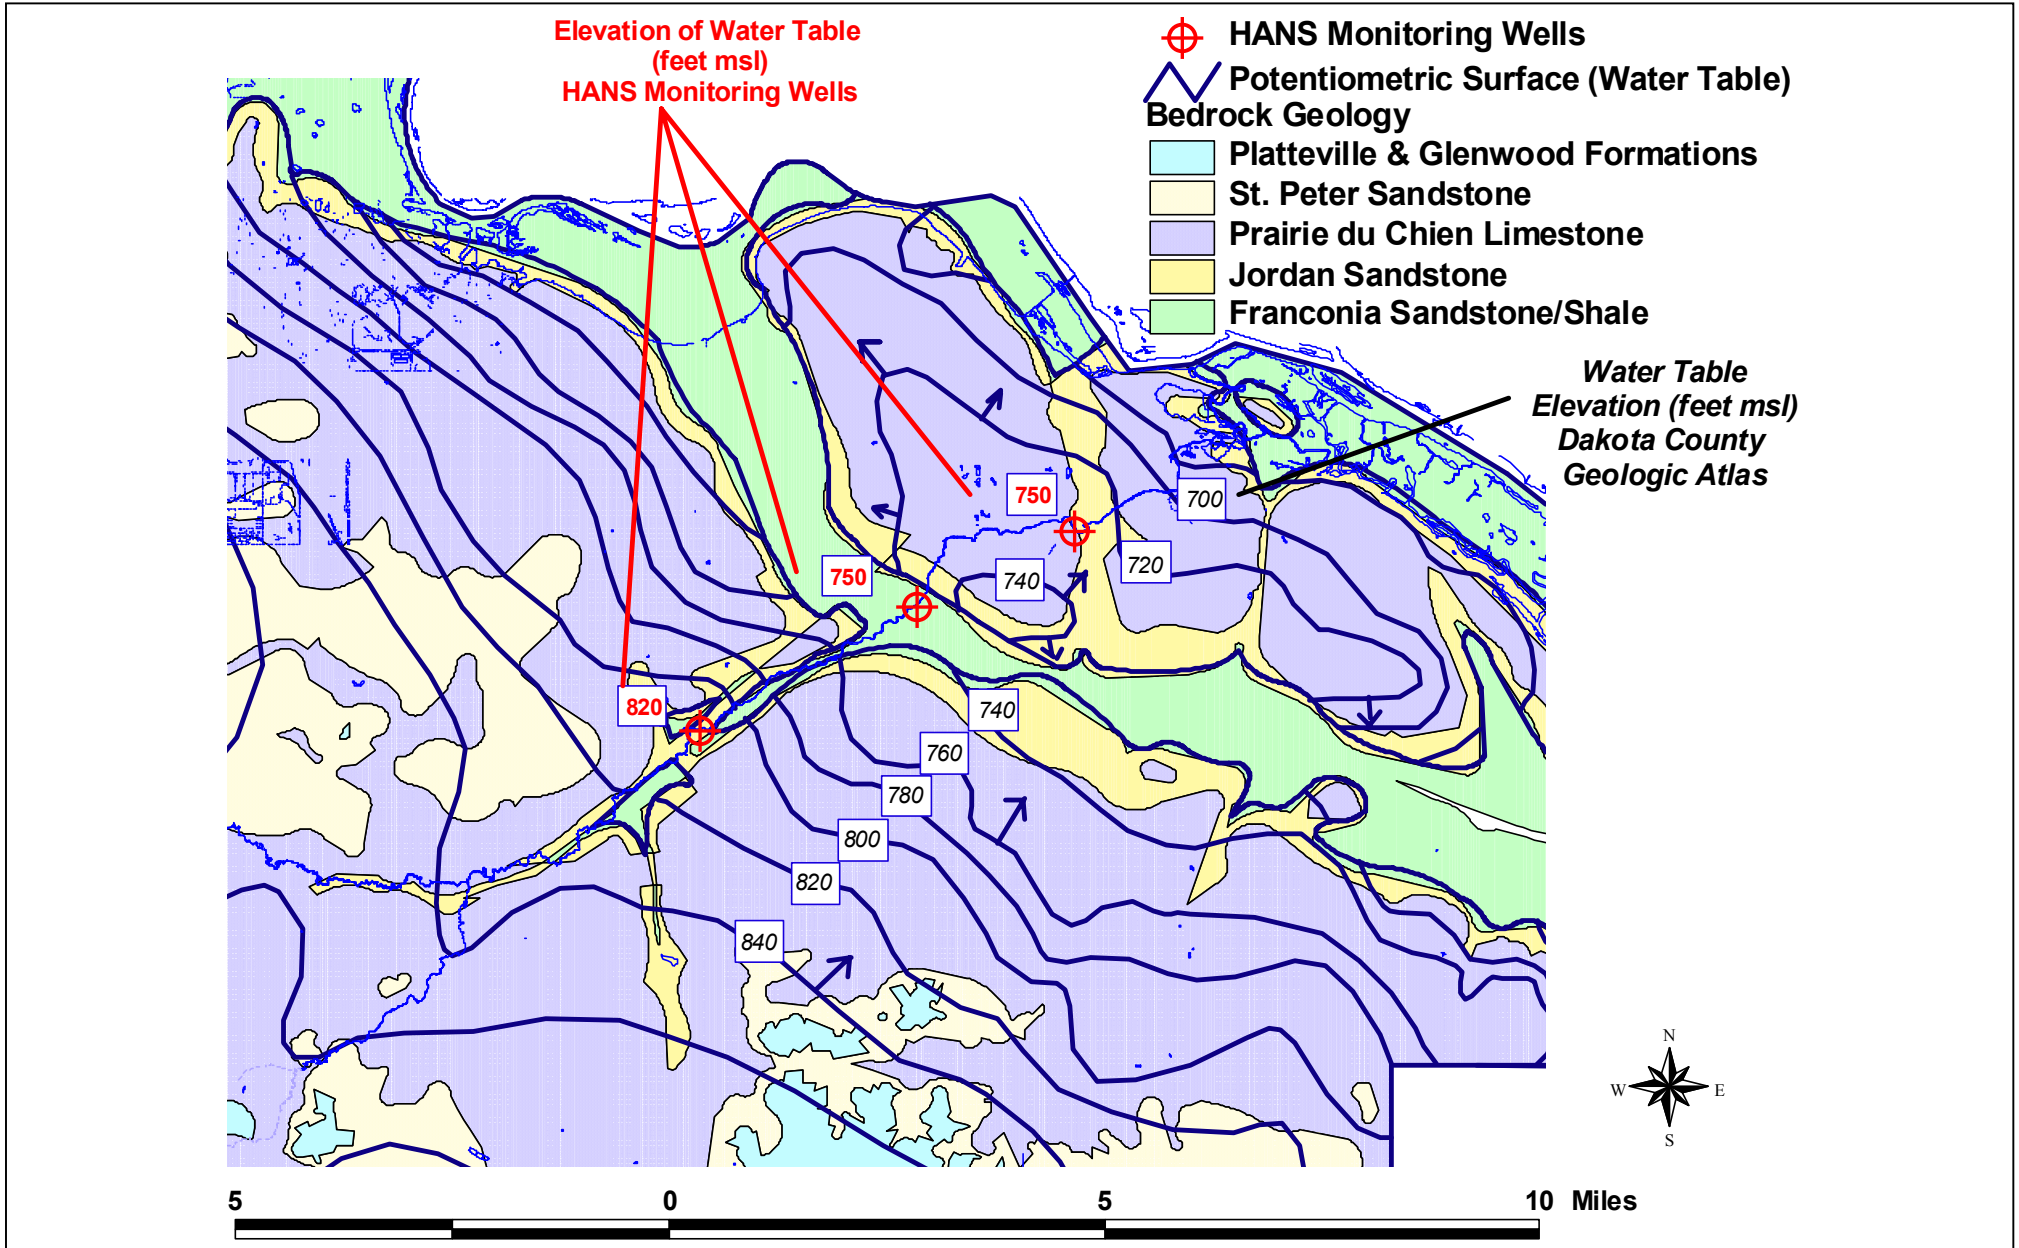 Elevation of Water Table
(feet msl)
HANS Monitoring Wells
HANS Monitoring Wells
Potentiometric Surface (Water Table)
Bedrock Geology
Platteville & Glenwood Formations
St. Peter Sandstone
Prairie du Chien Limestone
Jordan Sandstone
Franconia Sandstone/Shale
Water Table
Elevation (feet msl)
Dakota County
Geologic Atlas
750
700
750
740
720
820
740
760
780
800
820
840
N
W
E
S
5
0
5
10 Miles